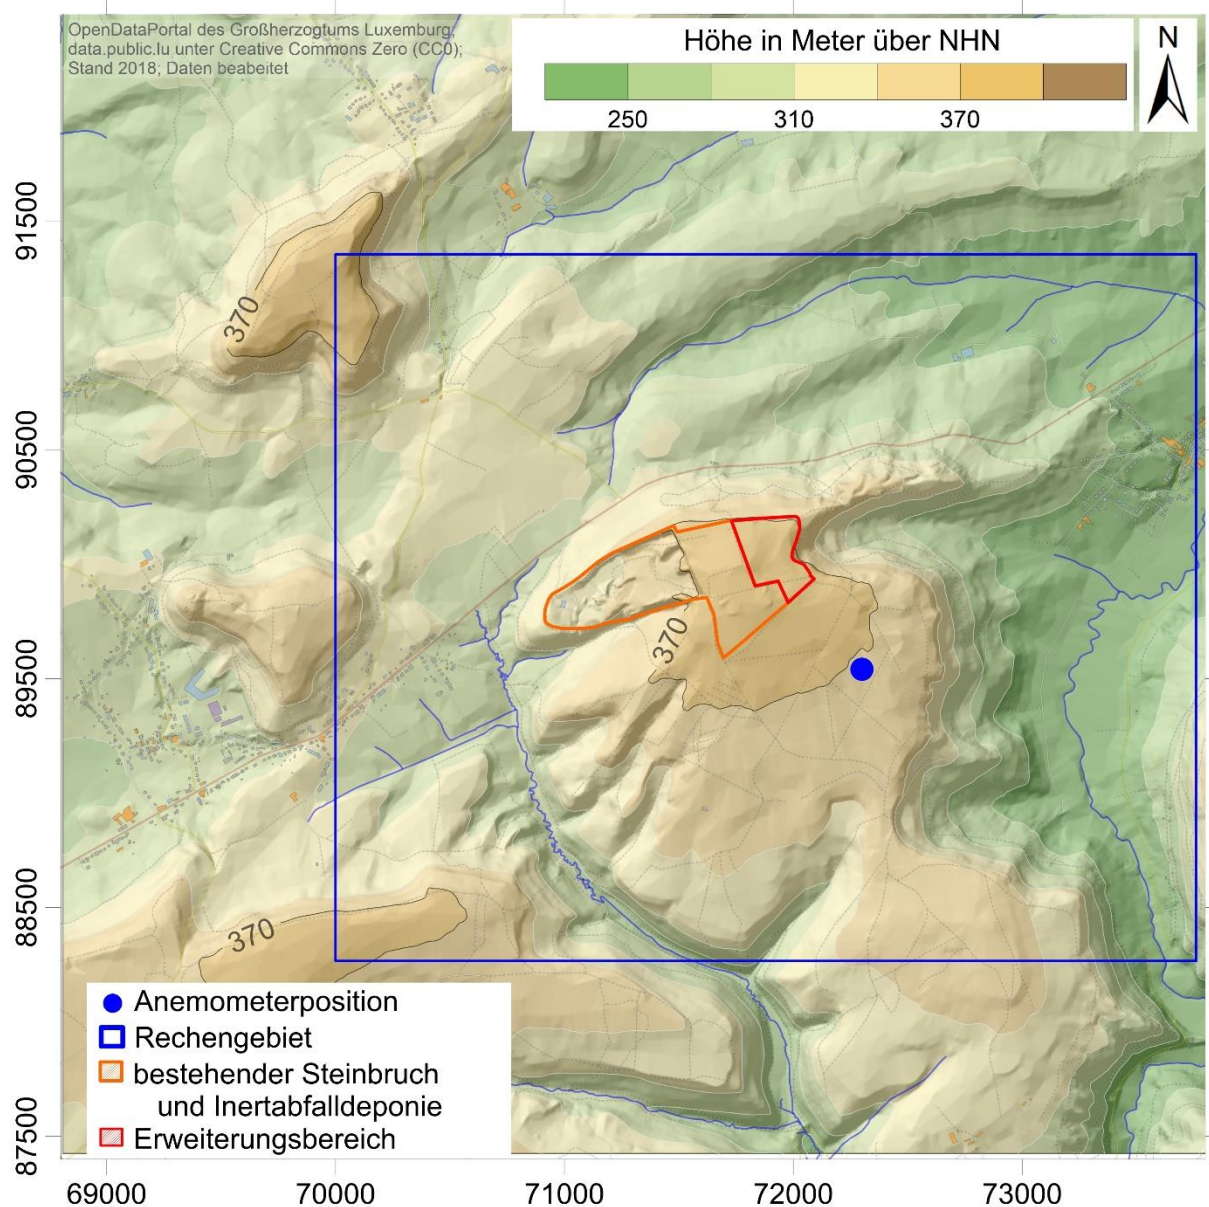 OpenDataPortal des Großherzogtums Luxemburg,
data.public.lu unter Creative Commons Zero (CC0);
Stand 2018; Daten beabeitet
Höhe in Meter über NHN
250 310 370
N
91500
90500
89500
88500
87500
370
370
370
Anemometerposition
Rechengebiet
bestehender Steinbruch
und Inertabfalldeponie
Erweiterungsbereich
69000 70000 71000 72000 73000